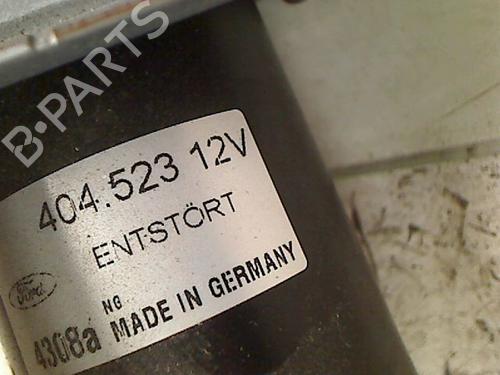 B-PARTS
404.523 12V
ENTSTÖRT
Ford
NG
4308a MADE IN GERMANY